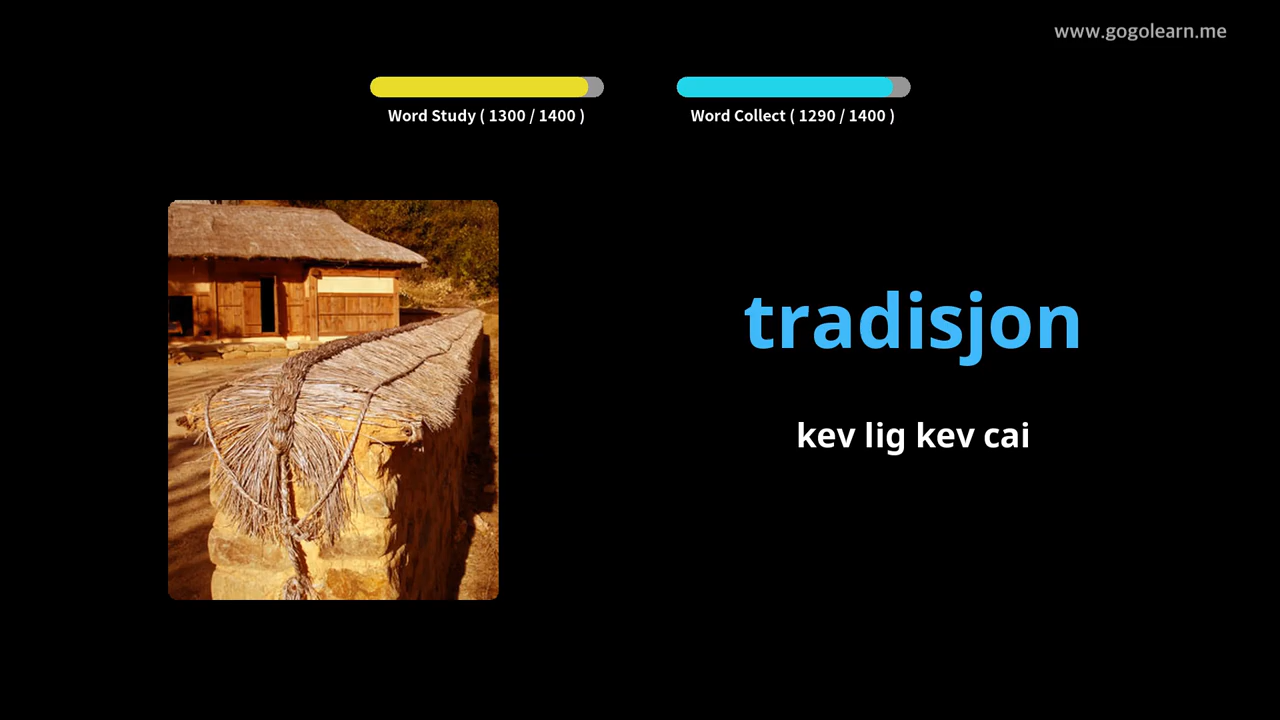 www.gogolearn.me
Word Study ( 1300 / 1400 )
Word Collect ( 1290 / 1400 )
tradisjon
kev lig kev cai